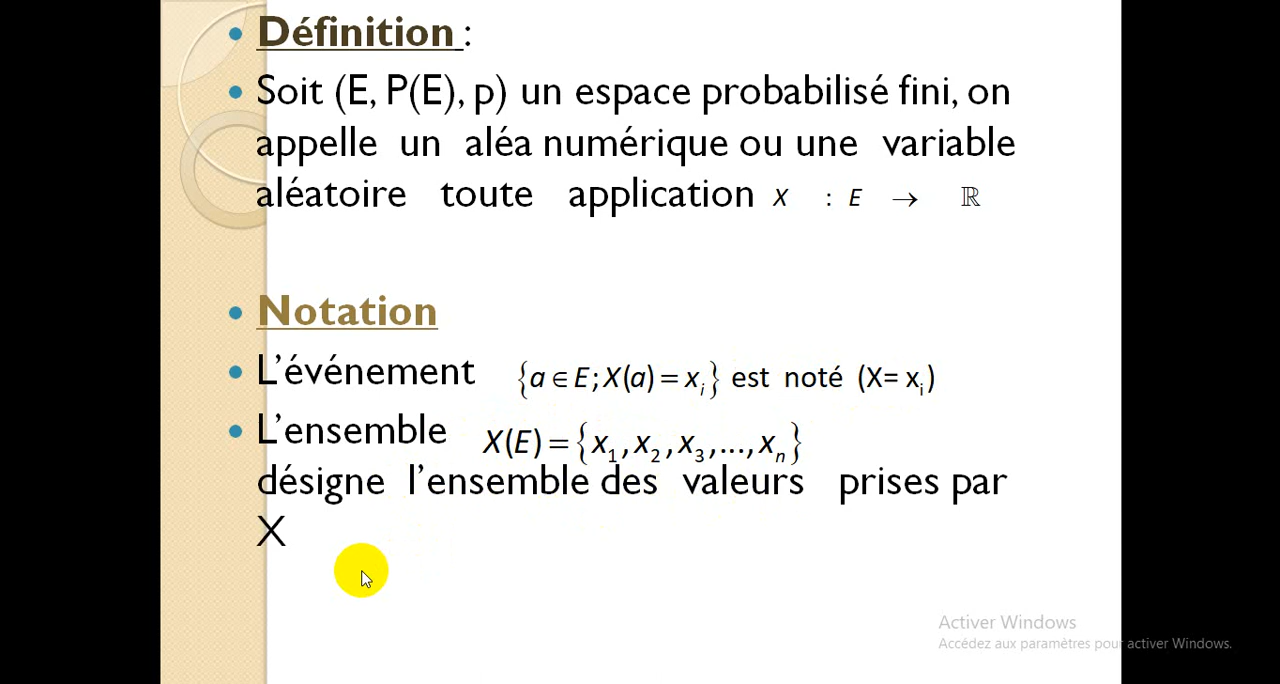 Définition :
Soit (E, P(E), p) un espace probabilisé fini, on
appelle un aléa numérique ou une variable
aléatoire toute application X : E → ℝ
Notation
L'événement {a ∈ E; X(a) = xᵢ} est noté (X= xᵢ)
L'ensemble X(E) = {x₁, x₂, x₃, ..., xₙ}
désigne l'ensemble des valeurs prises par
X
Activer Windows
Accédez aux paramètres pour activer Windows.